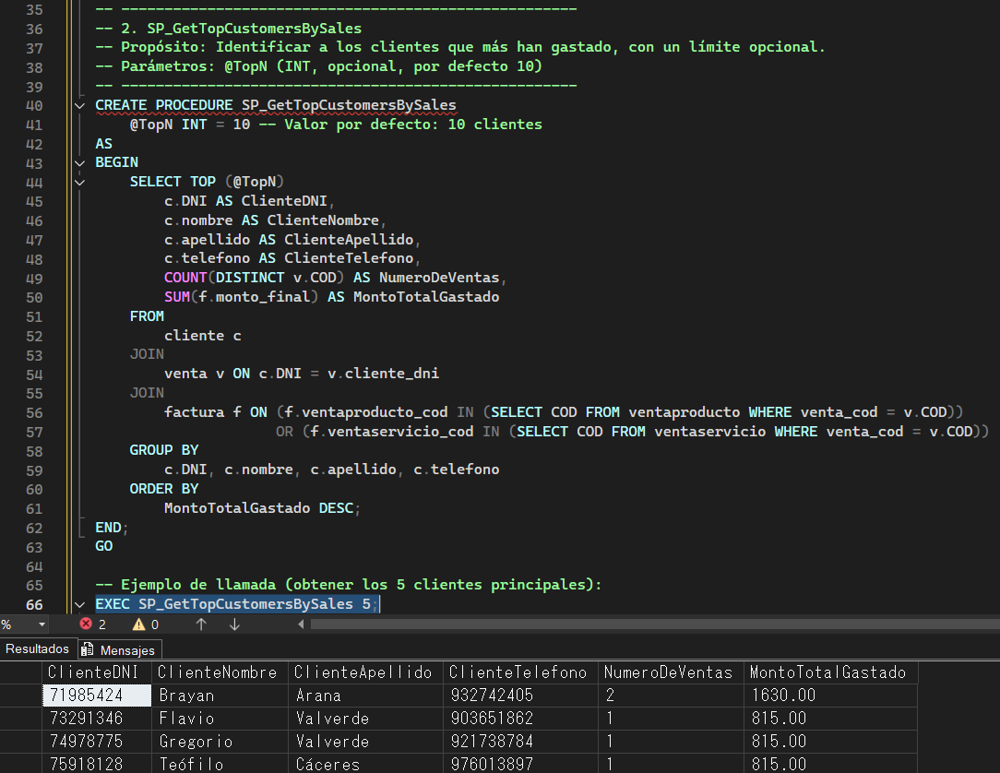 35 -- -----------------------------------------------------
36 -- 2. SP_GetTopCustomersBySales
37 -- Propósito: Identificar a los clientes que más han gastado, con un límite opcional.
38 -- Parámetros: @TopN (INT, opcional, por defecto 10)
39 -- -----------------------------------------------------
40 CREATE PROCEDURE SP_GetTopCustomersBySales
41 @TopN INT = 10 -- Valor por defecto: 10 clientes
42 AS
43 BEGIN
44 SELECT TOP (@TopN)
45 c.DNI AS ClienteDNI,
46 c.nombre AS ClienteNombre,
47 c.apellido AS ClienteApellido,
48 c.telefono AS ClienteTelefono,
49 COUNT(DISTINCT v.COD) AS NumeroDeVentas,
50 SUM(f.monto_final) AS MontoTotalGastado
51 FROM
52 cliente c
53 JOIN
54 venta v ON c.DNI = v.cliente_dni
55 JOIN
56 factura f ON (f.ventaproducto_cod IN (SELECT COD FROM ventaproducto WHERE venta_cod = v.COD))
57 OR (f.ventaservicio_cod IN (SELECT COD FROM ventaservicio WHERE venta_cod = v.COD))
58 GROUP BY
59 c.DNI, c.nombre, c.apellido, c.telefono
60 ORDER BY
61 MontoTotalGastado DESC;
62 END;
63 GO
64
65 -- Ejemplo de llamada (obtener los 5 clientes principales):
66 EXEC SP_GetTopCustomersBySales 5;
% 2 0
Resultados Mensajes
ClienteDNI ClienteNombre ClienteApellido ClienteTelefono NumeroDeVentas MontoTotalGastado
71985424 Brayan Arana 932742405 2 1630.00
73291346 Flavio Valverde 903651862 1 815.00
74978775 Gregorio Valverde 921738784 1 815.00
75918128 Teófilo Cáceres 976013897 1 815.00